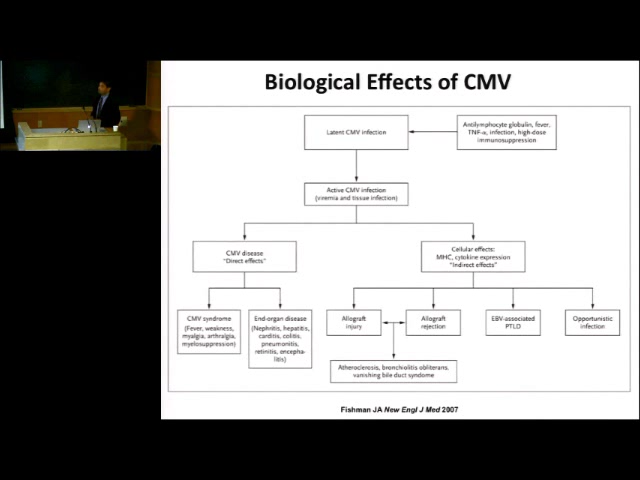 Biological Effects of CMV
Latent CMV infection
Antilymphocyte globulin, fever,
TNF-α, infection, high-dose
immunosuppression
Active CMV infection
(viremia and tissue infection)
CMV disease
"Direct effects"
Cellular effects:
MHC, cytokine expression
"Indirect effects"
CMV syndrome
(Fever, weakness,
myalgia, arthralgia,
myelosuppression)
End-organ disease
(Nephritis, hepatitis,
carditis, colitis,
pneumonitis,
retinitis, encepha-
litis)
Allograft
injury
Allograft
rejection
EBV-associated
PTLD
Opportunistic
infection
Atherosclerosis, bronchiolitis obliterans,
vanishing bile duct syndrome
Fishman JA New Engl J Med 2007